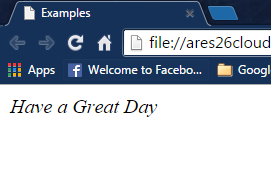 Examples
file://ares26cloud
Apps Welcome to Facebo... Googl
Have a Great Day